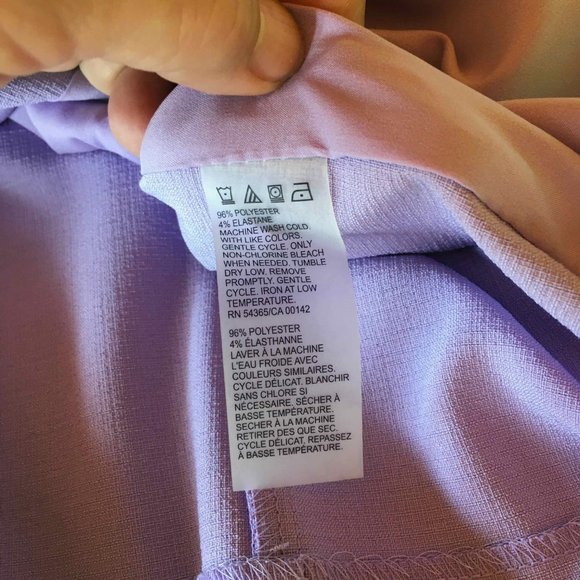 96% POLYESTER
4% ELASTANE
MACHINE WASH COLD
WITH LIKE COLORS.
GENTLE CYCLE. ONLY
NON-CHLORINE BLEACH
WHEN NEEDED. TUMBLE
DRY LOW. REMOVE
PROMPTLY. GENTLE
CYCLE. IRON AT LOW
TEMPERATURE.
RN 54365/CA 00142
96% POLYESTER
4% ÉLASTHANNE
LAVER À LA MACHINE
L'EAU FROIDE AVEC
COULEURS SIMILAIRES.
CYCLE DÉLICAT. BLANCHIR
SANS CHLORE SI
NÉCESSAIRE. SÉCHER À
BASSE TEMPÉRATURE.
SECHER À LA MACHINE
RETIRER DES QUE SEC.
CYCLE DÉLICAT. REPASSEZ
À BASSE TEMPÉRATURE.